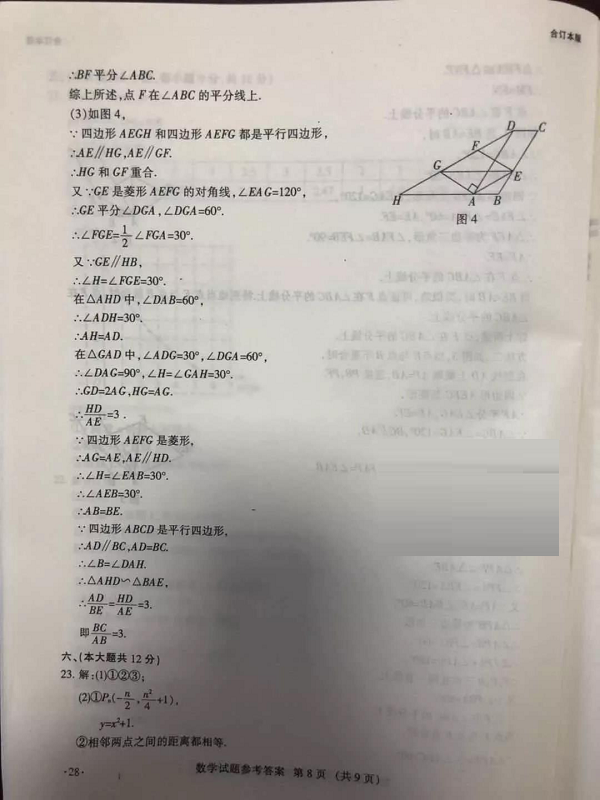 合订本版
∴BF平分∠ABC.
综上所述,点F在∠ABC的平分线上.
(3)如图4,
∵四边形AEGH和四边形AEFG都是平行四边形,
∴AE∥HG,AE∥GF.
∴HG和GF重合.
又∵GE是菱形AEFG的对角线,∠EAG=120°,
∴GE平分∠DGA,∠DGA=60°.
∴∠FGE=1/2∠FGA=30°.
又∵GE∥HB,
∴∠H=∠FGE=30°.
在△AHD中,∠DAB=60°,
∴∠ADH=30°.
∴AH=AD.
在△GAD中,∠ADG=30°,∠DGA=60°,
∴∠DAG=90°,∠H=∠GAH=30°.
∴GD=2AG,HG=AG.
∴HD/AE=3.
∵四边形AEFG是菱形,
∴AG=AE,AE∥HD.
∴∠H=∠EAB=30°.
∴∠AEB=30°.
∴AB=BE.
∵四边形ABCD是平行四边形,
∴AD∥BC,AD=BC.
∴∠B=∠DAH.
∴△AHD∽△BAE,
∴AD/BE=HD/AE=3.
即BC/AB=3.
D C
F
G E
H A B
图4
六、(本大题共12分)
23. 解:(1)①②③;
(2)①Pₙ(-n/2,n²/4+1),
y=x²+1.
②相邻两点之间的距离都相等.
·28· 数学试题参考答案 第8页 (共9页)